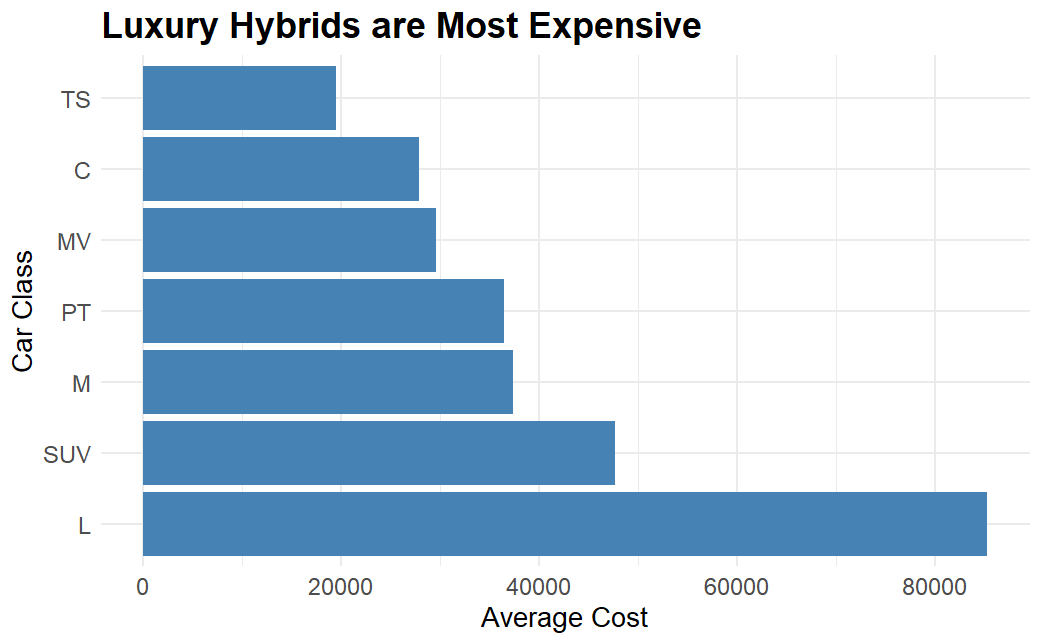 Luxury Hybrids are Most Expensive
Car Class
TS
C
MV
PT
M
SUV
L
0 20000 40000 60000 80000
Average Cost